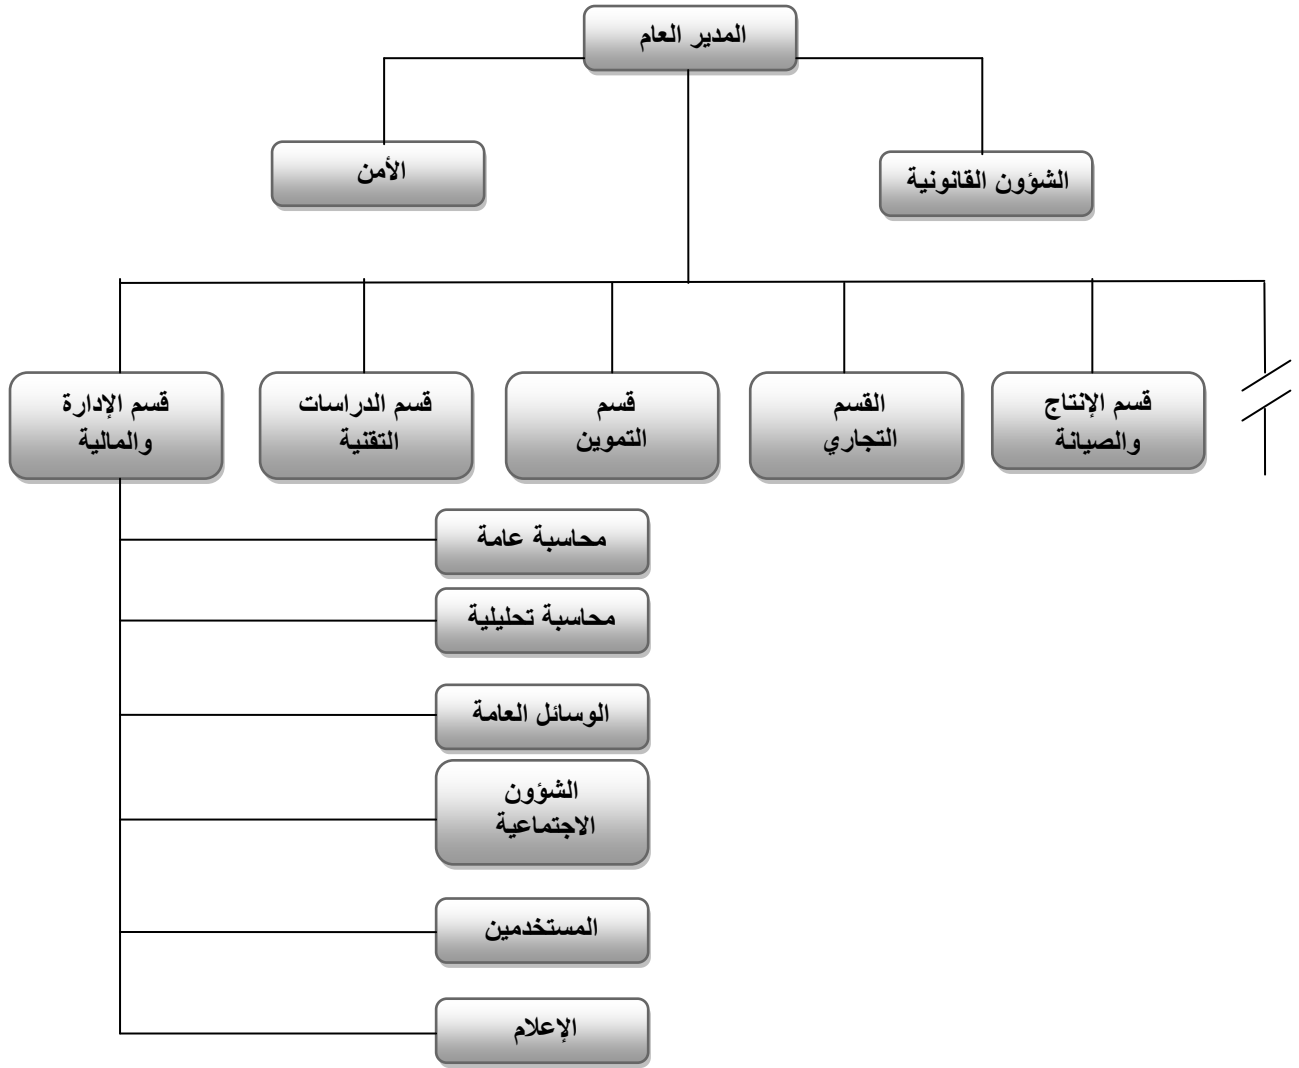 المدير العام
الشؤون القانونية
الأمن
قسم الإنتاج
والصيانة
القسم
التجاري
قسم
التموين
قسم الدراسات
التقنية
قسم الإدارة
والمالية
محاسبة عامة
محاسبة تحليلية
الوسائل العامة
الشؤون
الاجتماعية
المستخدمين
الإعلام